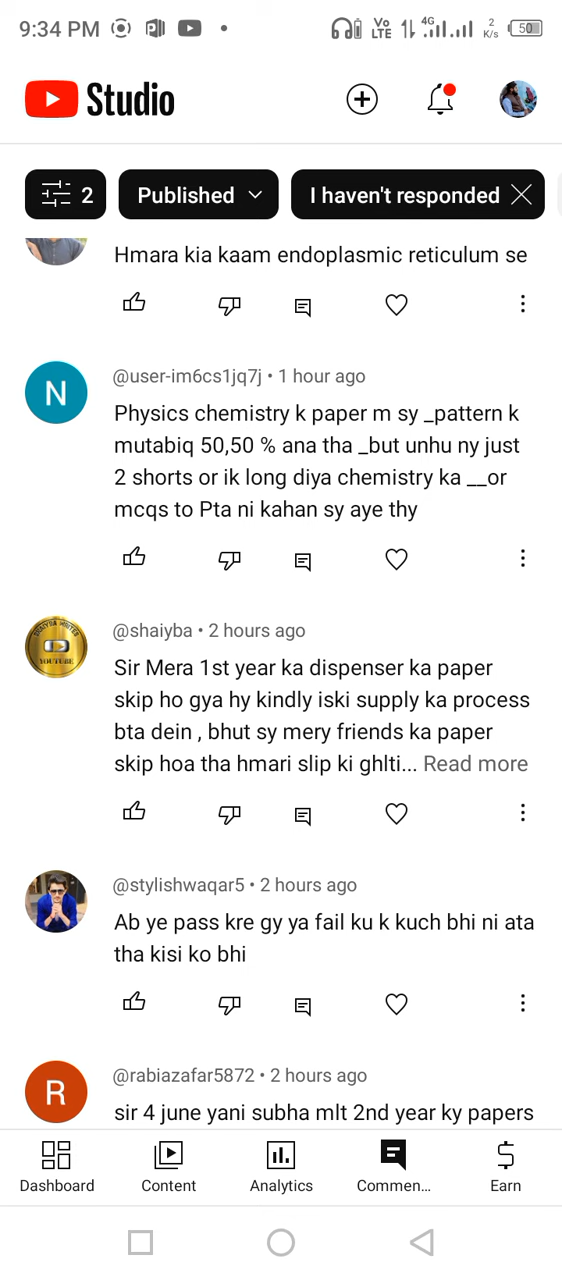 9:34 PM
Vo LTE 4G 2 K/s 50
Studio
2 Published I haven't responded
Hmara kia kaam endoplasmic reticulum se
N
@user-im6cs1jq7j • 1 hour ago
Physics chemistry k paper m sy _pattern k
mutabiq 50,50 % ana tha _but unhu ny just
2 shorts or ik long diya chemistry ka __or
mcqs to Pta ni kahan sy aye thy
@shaiyba • 2 hours ago
YOUTUBE
Sir Mera 1st year ka dispenser ka paper
skip ho gya hy kindly iski supply ka process
bta dein , bhut sy mery friends ka paper
skip hoa tha hmari slip ki ghlti... Read more
@stylishwaqar5 • 2 hours ago
Ab ye pass kre gy ya fail ku k kuch bhi ni ata
tha kisi ko bhi
R
@rabiazafar5872 • 2 hours ago
sir 4 june yani subha mlt 2nd year ky papers
Dashboard Content Analytics Commen... Earn